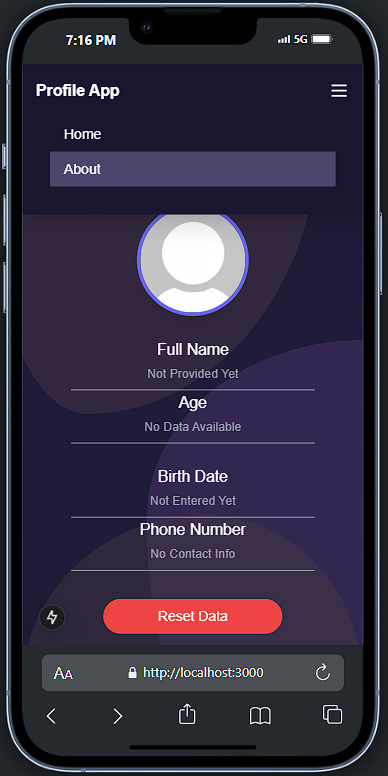 7:16 PM 5G
Profile App
Home
About
Full Name
Not Provided Yet
Age
No Data Available
Birth Date
Not Entered Yet
Phone Number
No Contact Info
Reset Data
AA http://localhost:3000